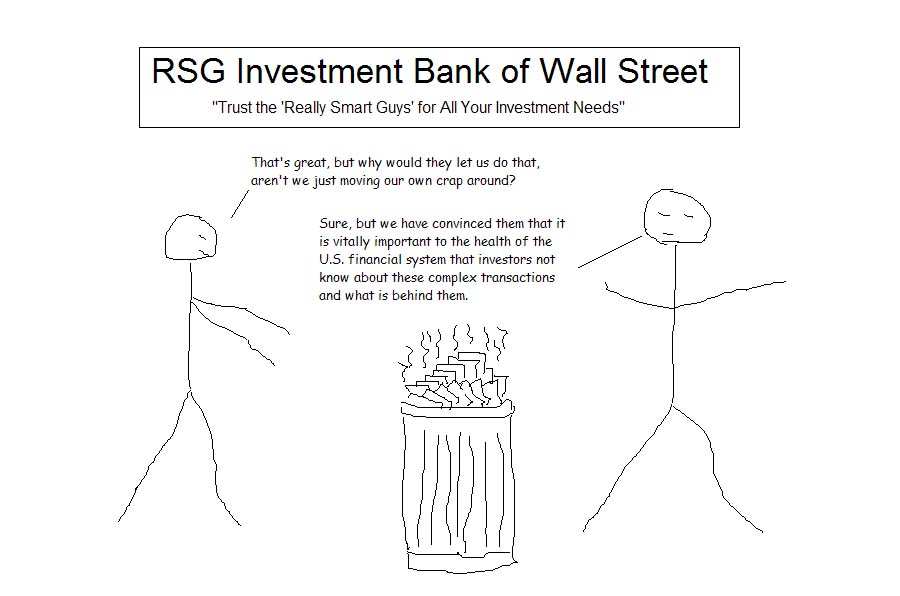 RSG Investment Bank of Wall Street
"Trust the 'Really Smart Guys' for All Your Investment Needs"
That's great, but why would they let us do that,
aren't we just moving our own crap around?
Sure, but we have convinced them that it
is vitally important to the health of the
U.S. financial system that investors not
know about these complex transactions
and what is behind them.